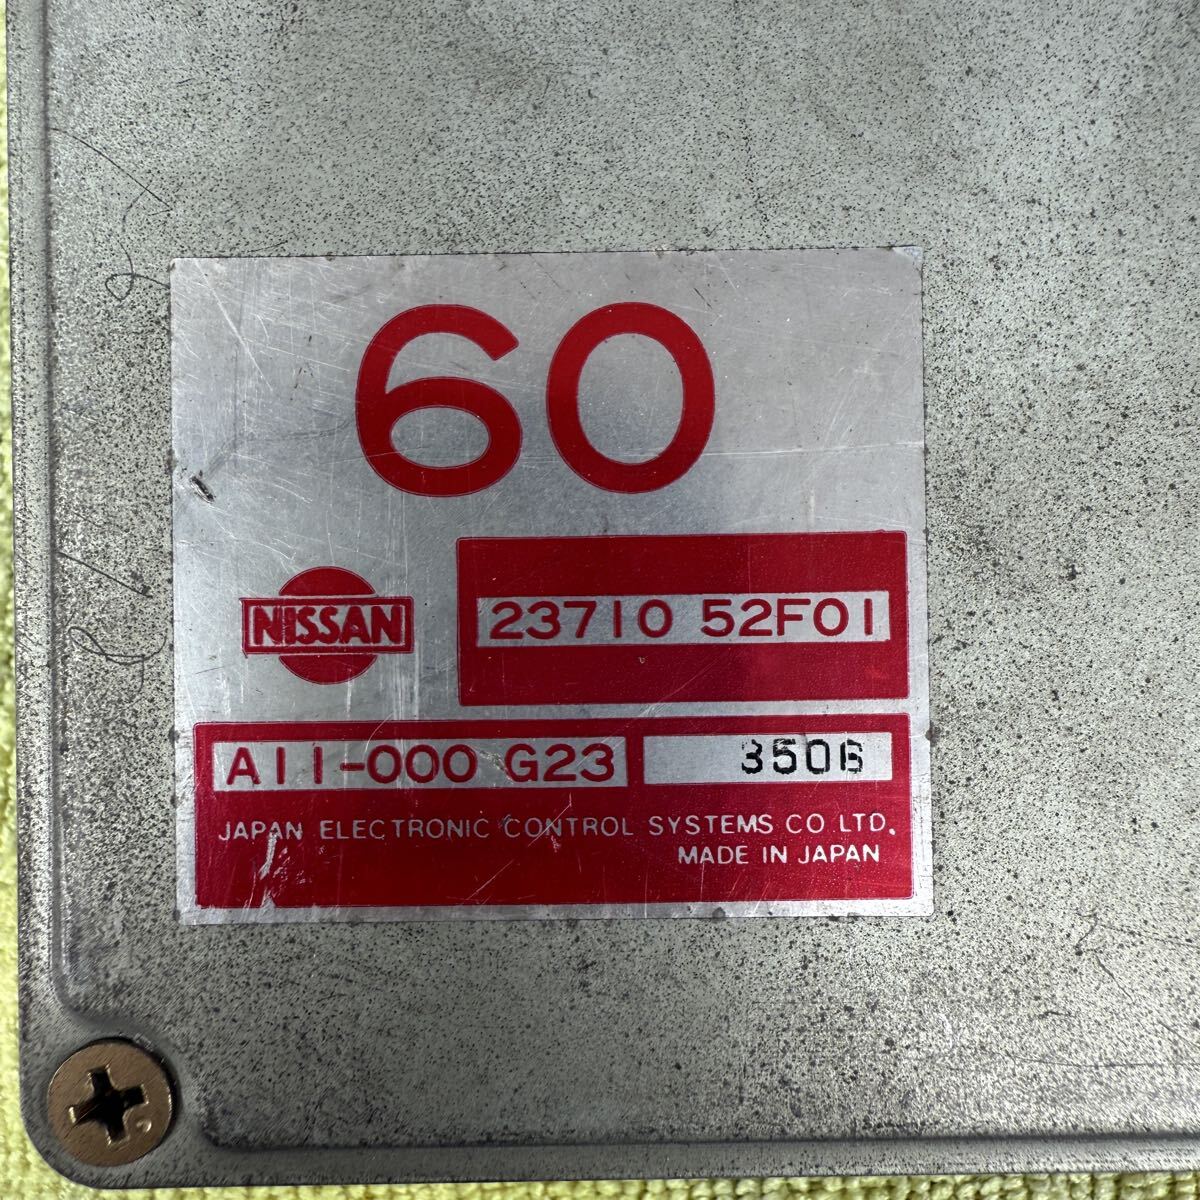 60
NISSAN
23710 52F01
A11-000 G23
3506
JAPAN ELECTRONIC CONTROL SYSTEMS CO LTD.
MADE IN JAPAN